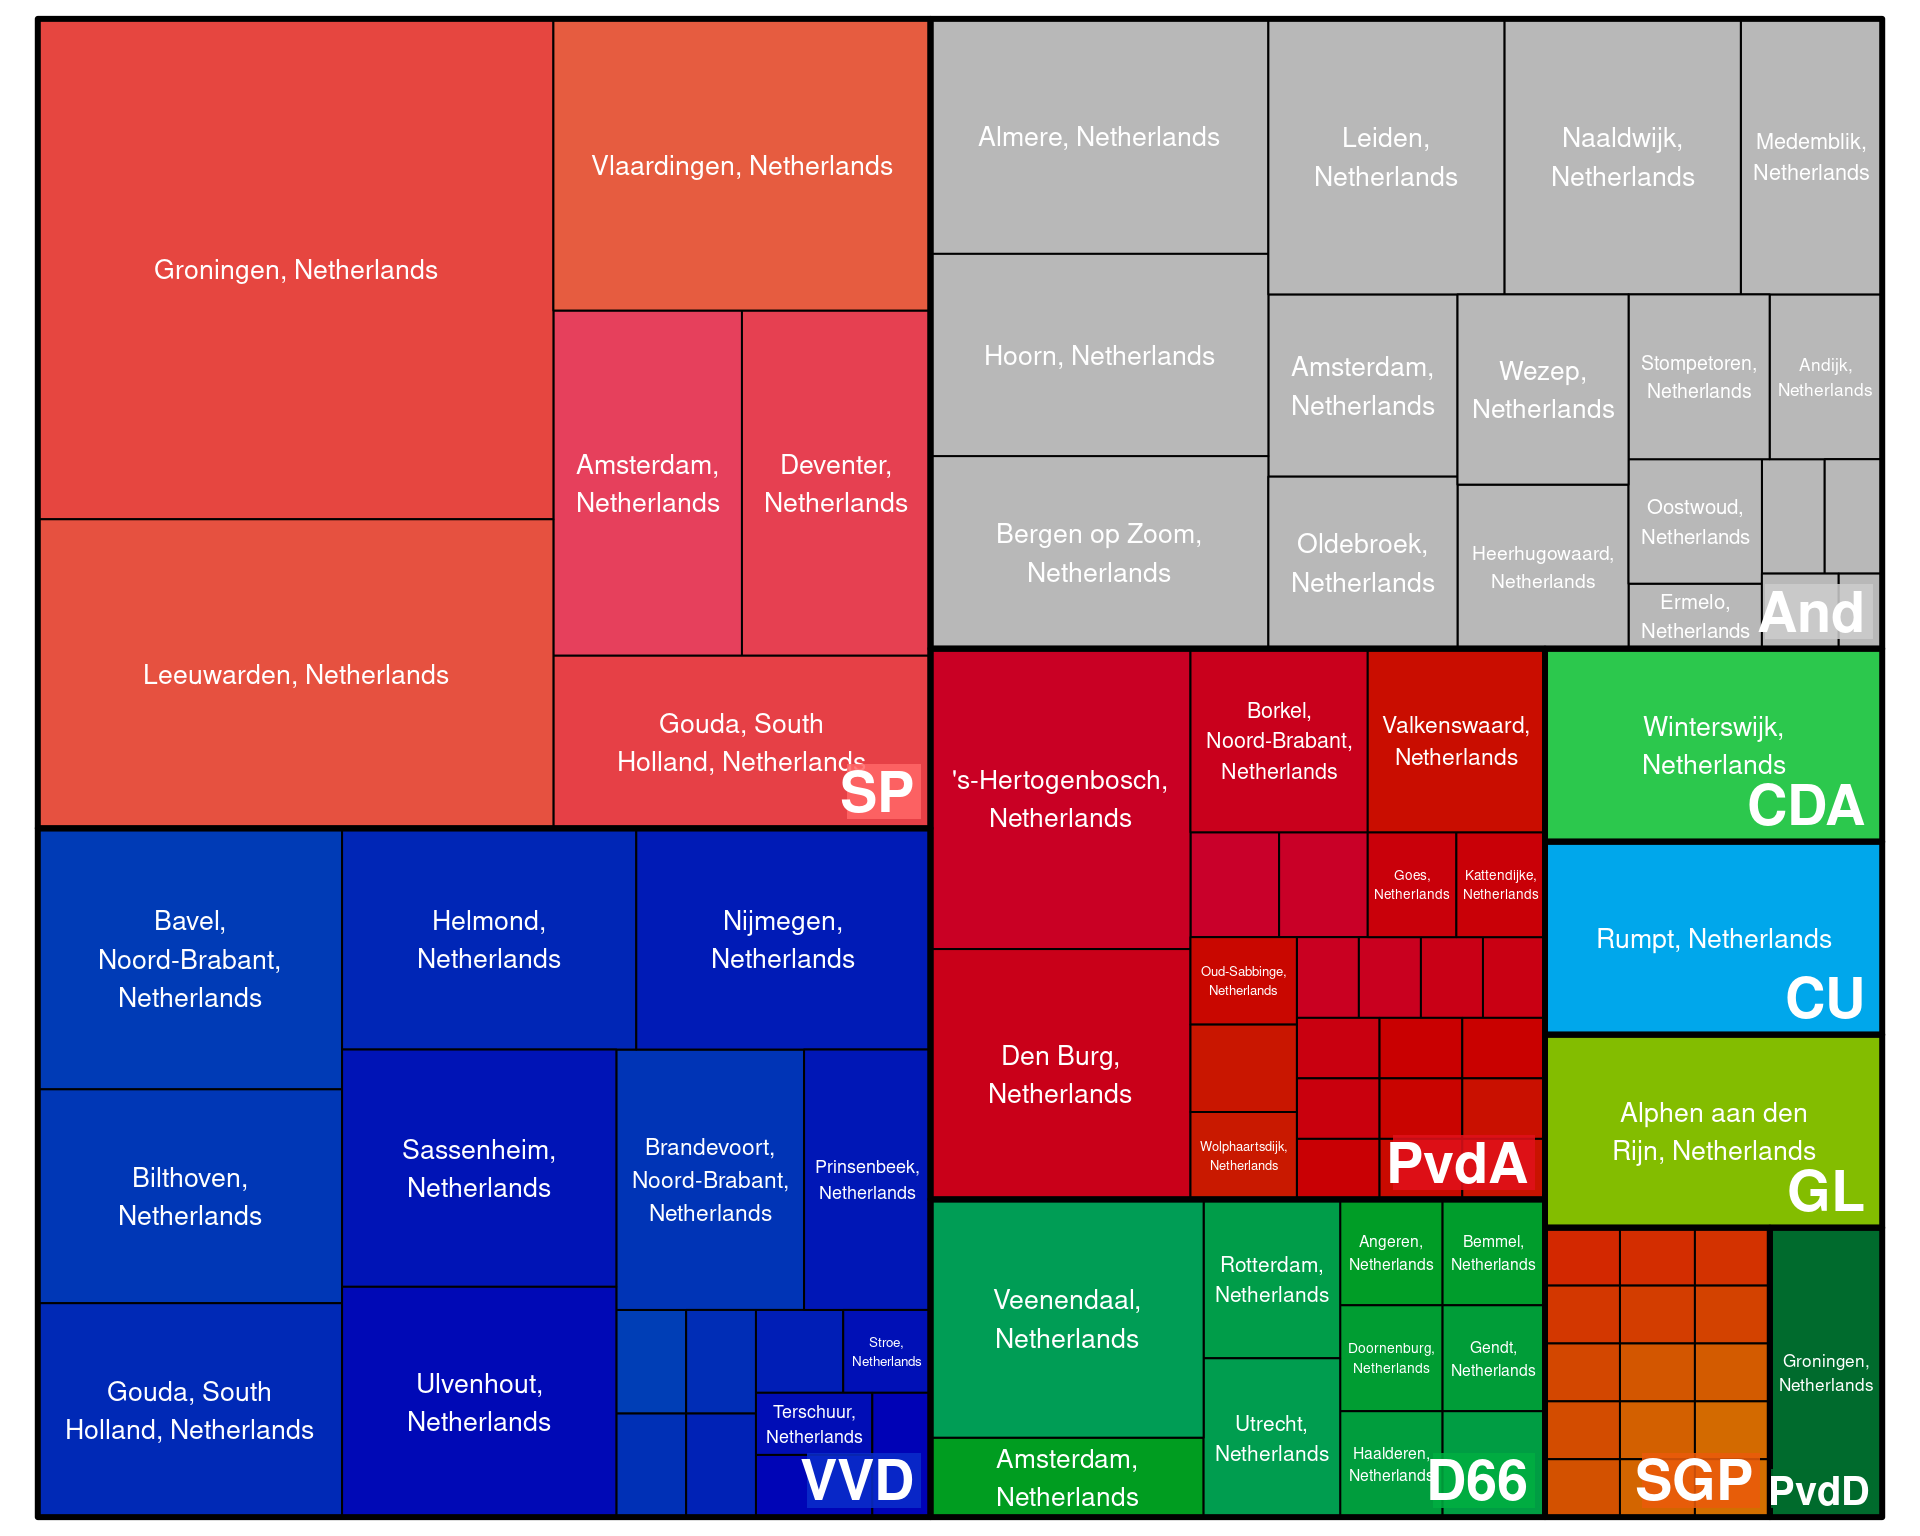 Groningen, Netherlands
Vlaardingen, Netherlands
Amsterdam,
Netherlands
Deventer,
Netherlands
Leeuwarden, Netherlands
Gouda, South
Holland, Netherlands
SP
Almere, Netherlands
Leiden,
Netherlands
Naaldwijk,
Netherlands
Medemblik,
Netherlands
Hoorn, Netherlands
Amsterdam,
Netherlands
Wezep,
Netherlands
Stompetoren,
Netherlands
Andijk,
Netherlands
Bergen op Zoom,
Netherlands
Oldebroek,
Netherlands
Heerhugowaard,
Netherlands
Oostwoud,
Netherlands
Ermelo,
Netherlands
And
Bavel,
Noord-Brabant,
Netherlands
Helmond,
Netherlands
Nijmegen,
Netherlands
Bilthoven,
Netherlands
Sassenheim,
Netherlands
Brandevoort,
Noord-Brabant,
Netherlands
Prinsenbeek,
Netherlands
Gouda, South
Holland, Netherlands
Ulvenhout,
Netherlands
Stroe,
Netherlands
Terschuur,
Netherlands
VVD
's-Hertogenbosch,
Netherlands
Borkel,
Noord-Brabant,
Netherlands
Valkenswaard,
Netherlands
Goes,
Netherlands
Kattendijke,
Netherlands
Den Burg,
Netherlands
Oud-Sabbinge,
Netherlands
Wolphaartsdijk,
Netherlands
PvdA
Winterswijk,
Netherlands
CDA
Rumpt, Netherlands
CU
Alphen aan den
Rijn, Netherlands
GL
Veenendaal,
Netherlands
Rotterdam,
Netherlands
Angeren,
Netherlands
Bemmel,
Netherlands
Doornenburg,
Netherlands
Gendt,
Netherlands
Amsterdam,
Netherlands
Utrecht,
Netherlands
Haalderen,
Netherlands
D66
SGP
Groningen,
Netherlands
PvdD